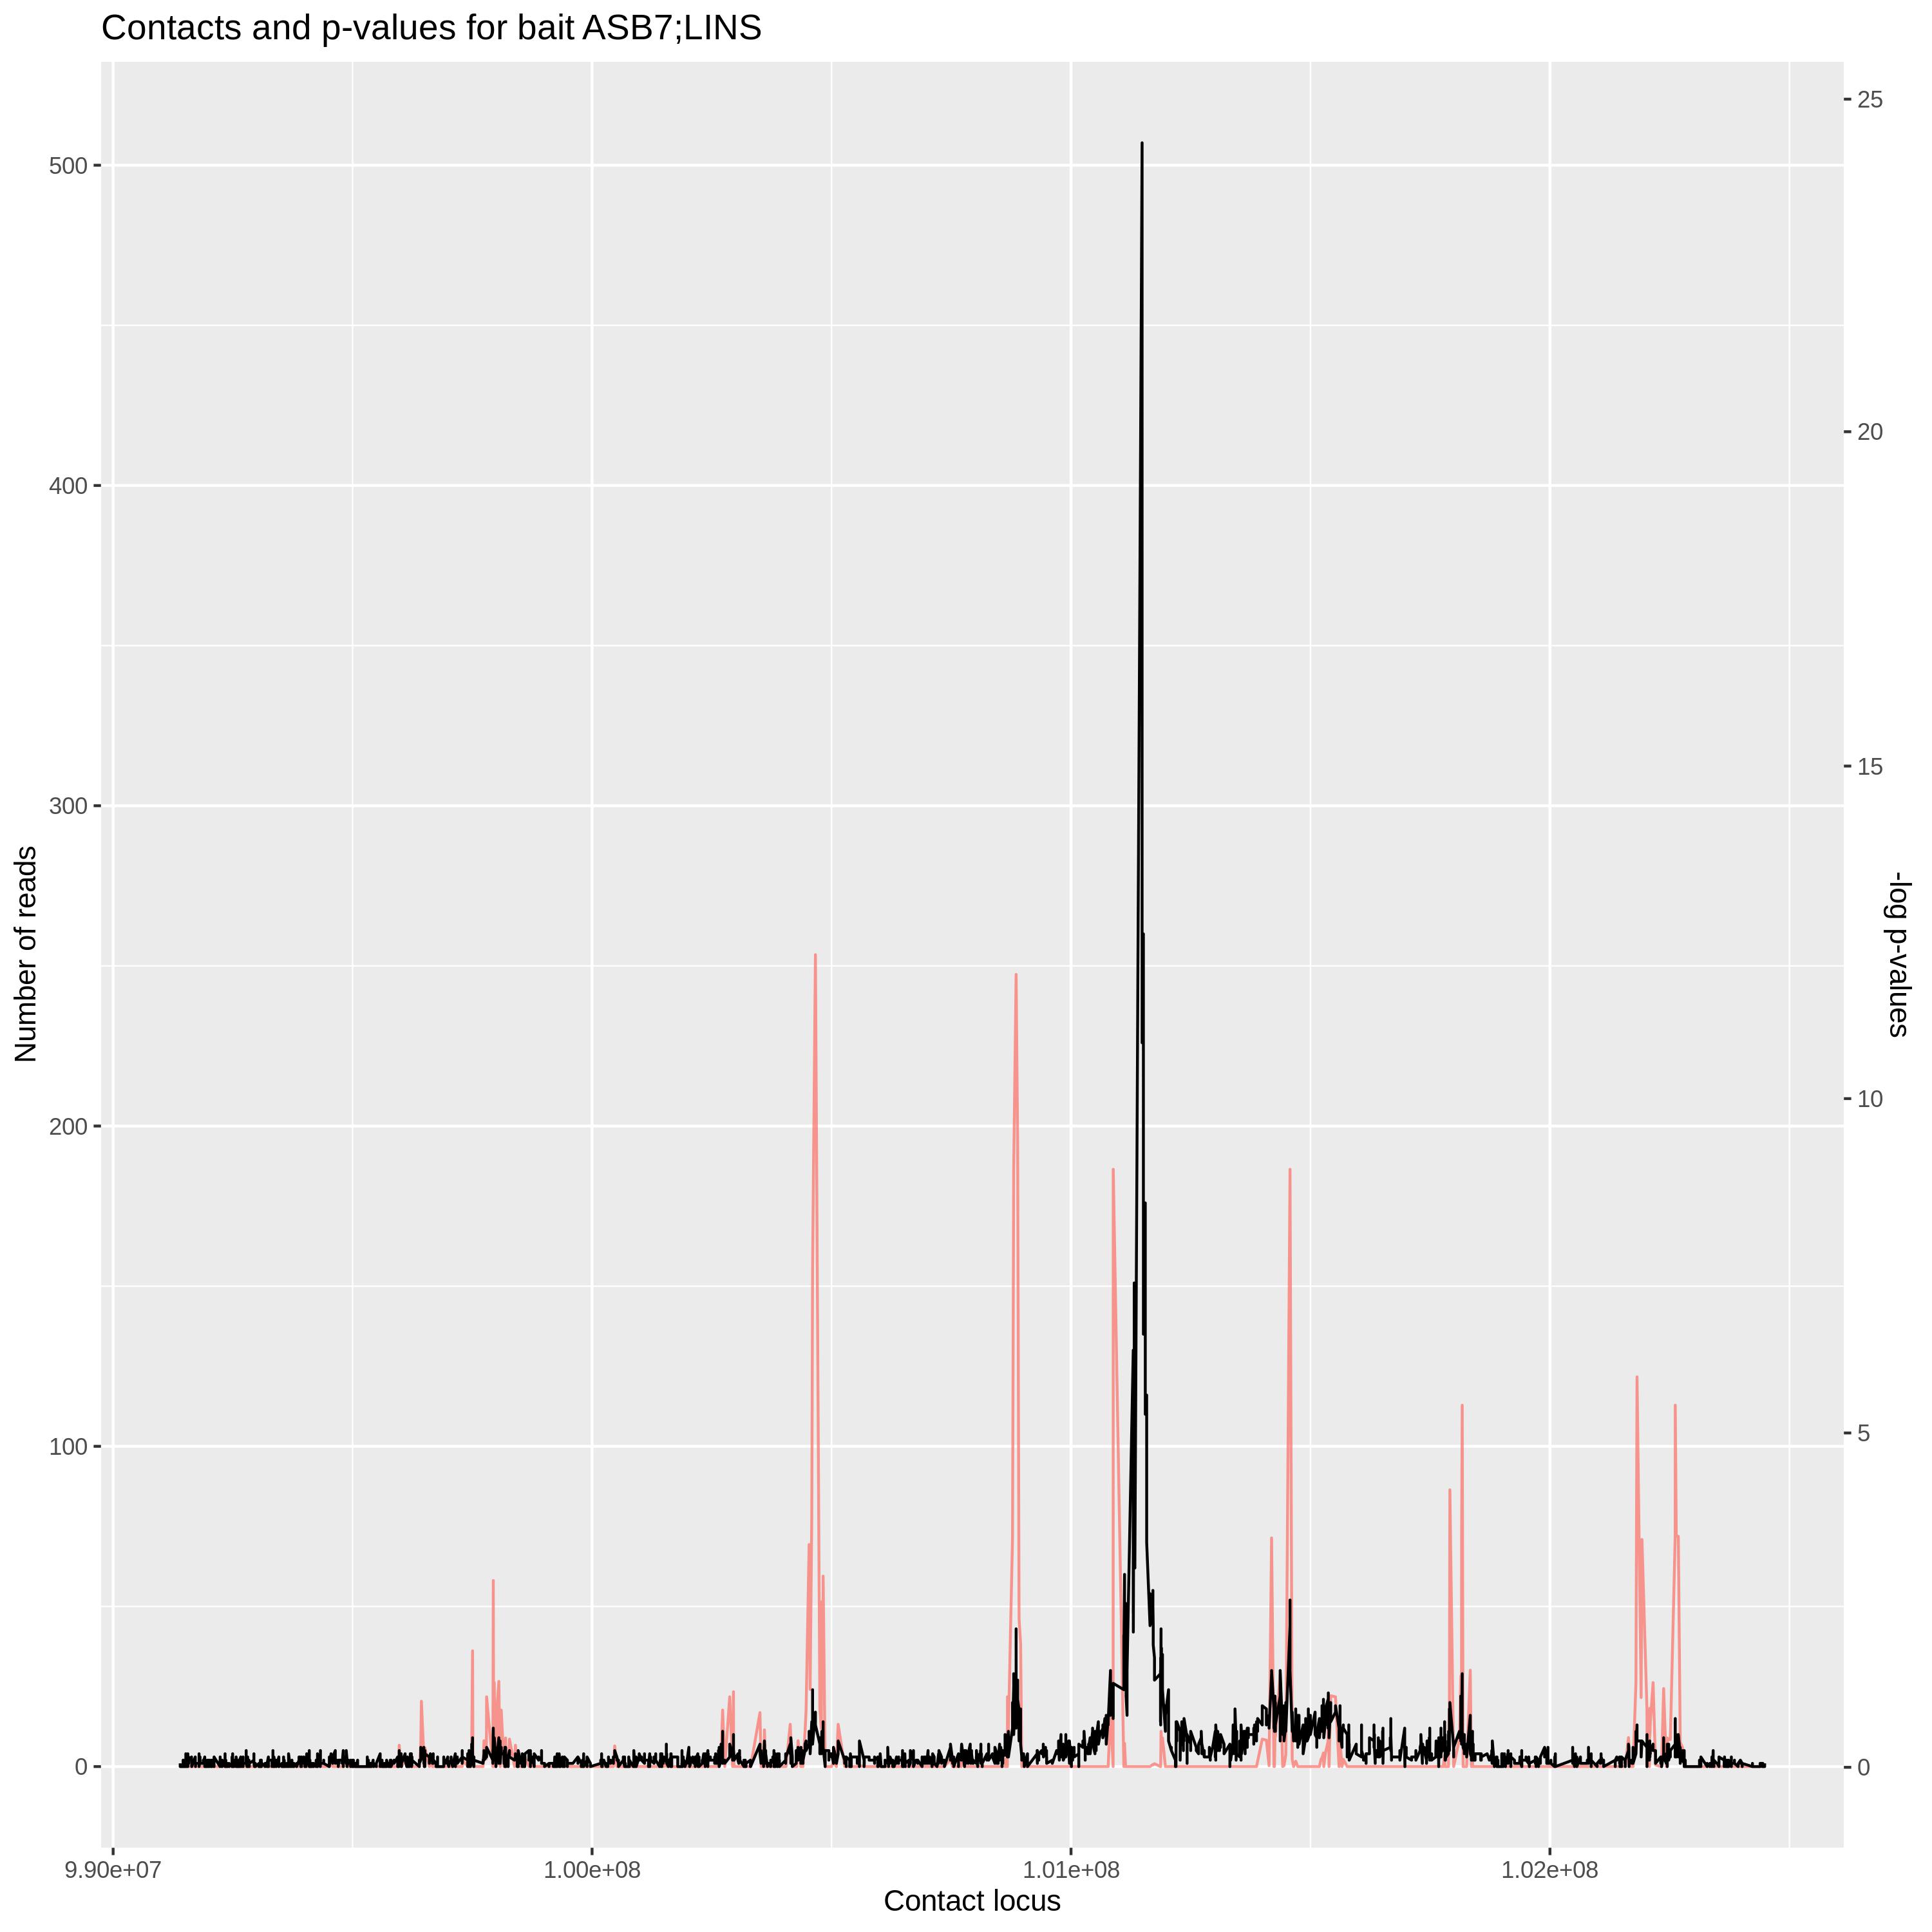 Contacts and p-values for bait ASB7;LINS
Number of reads
500
400
300
200
100
0
25
20
15
10
5
0
-log p-values
9.90e+07
1.00e+08
1.01e+08
1.02e+08
Contact locus